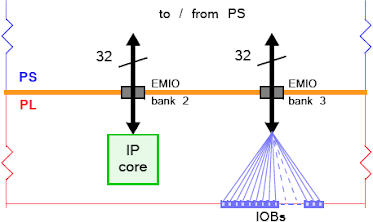 to / from PS
32
32
PS
PL
EMIO
bank 2
EMIO
bank 3
IP
core
IOBs